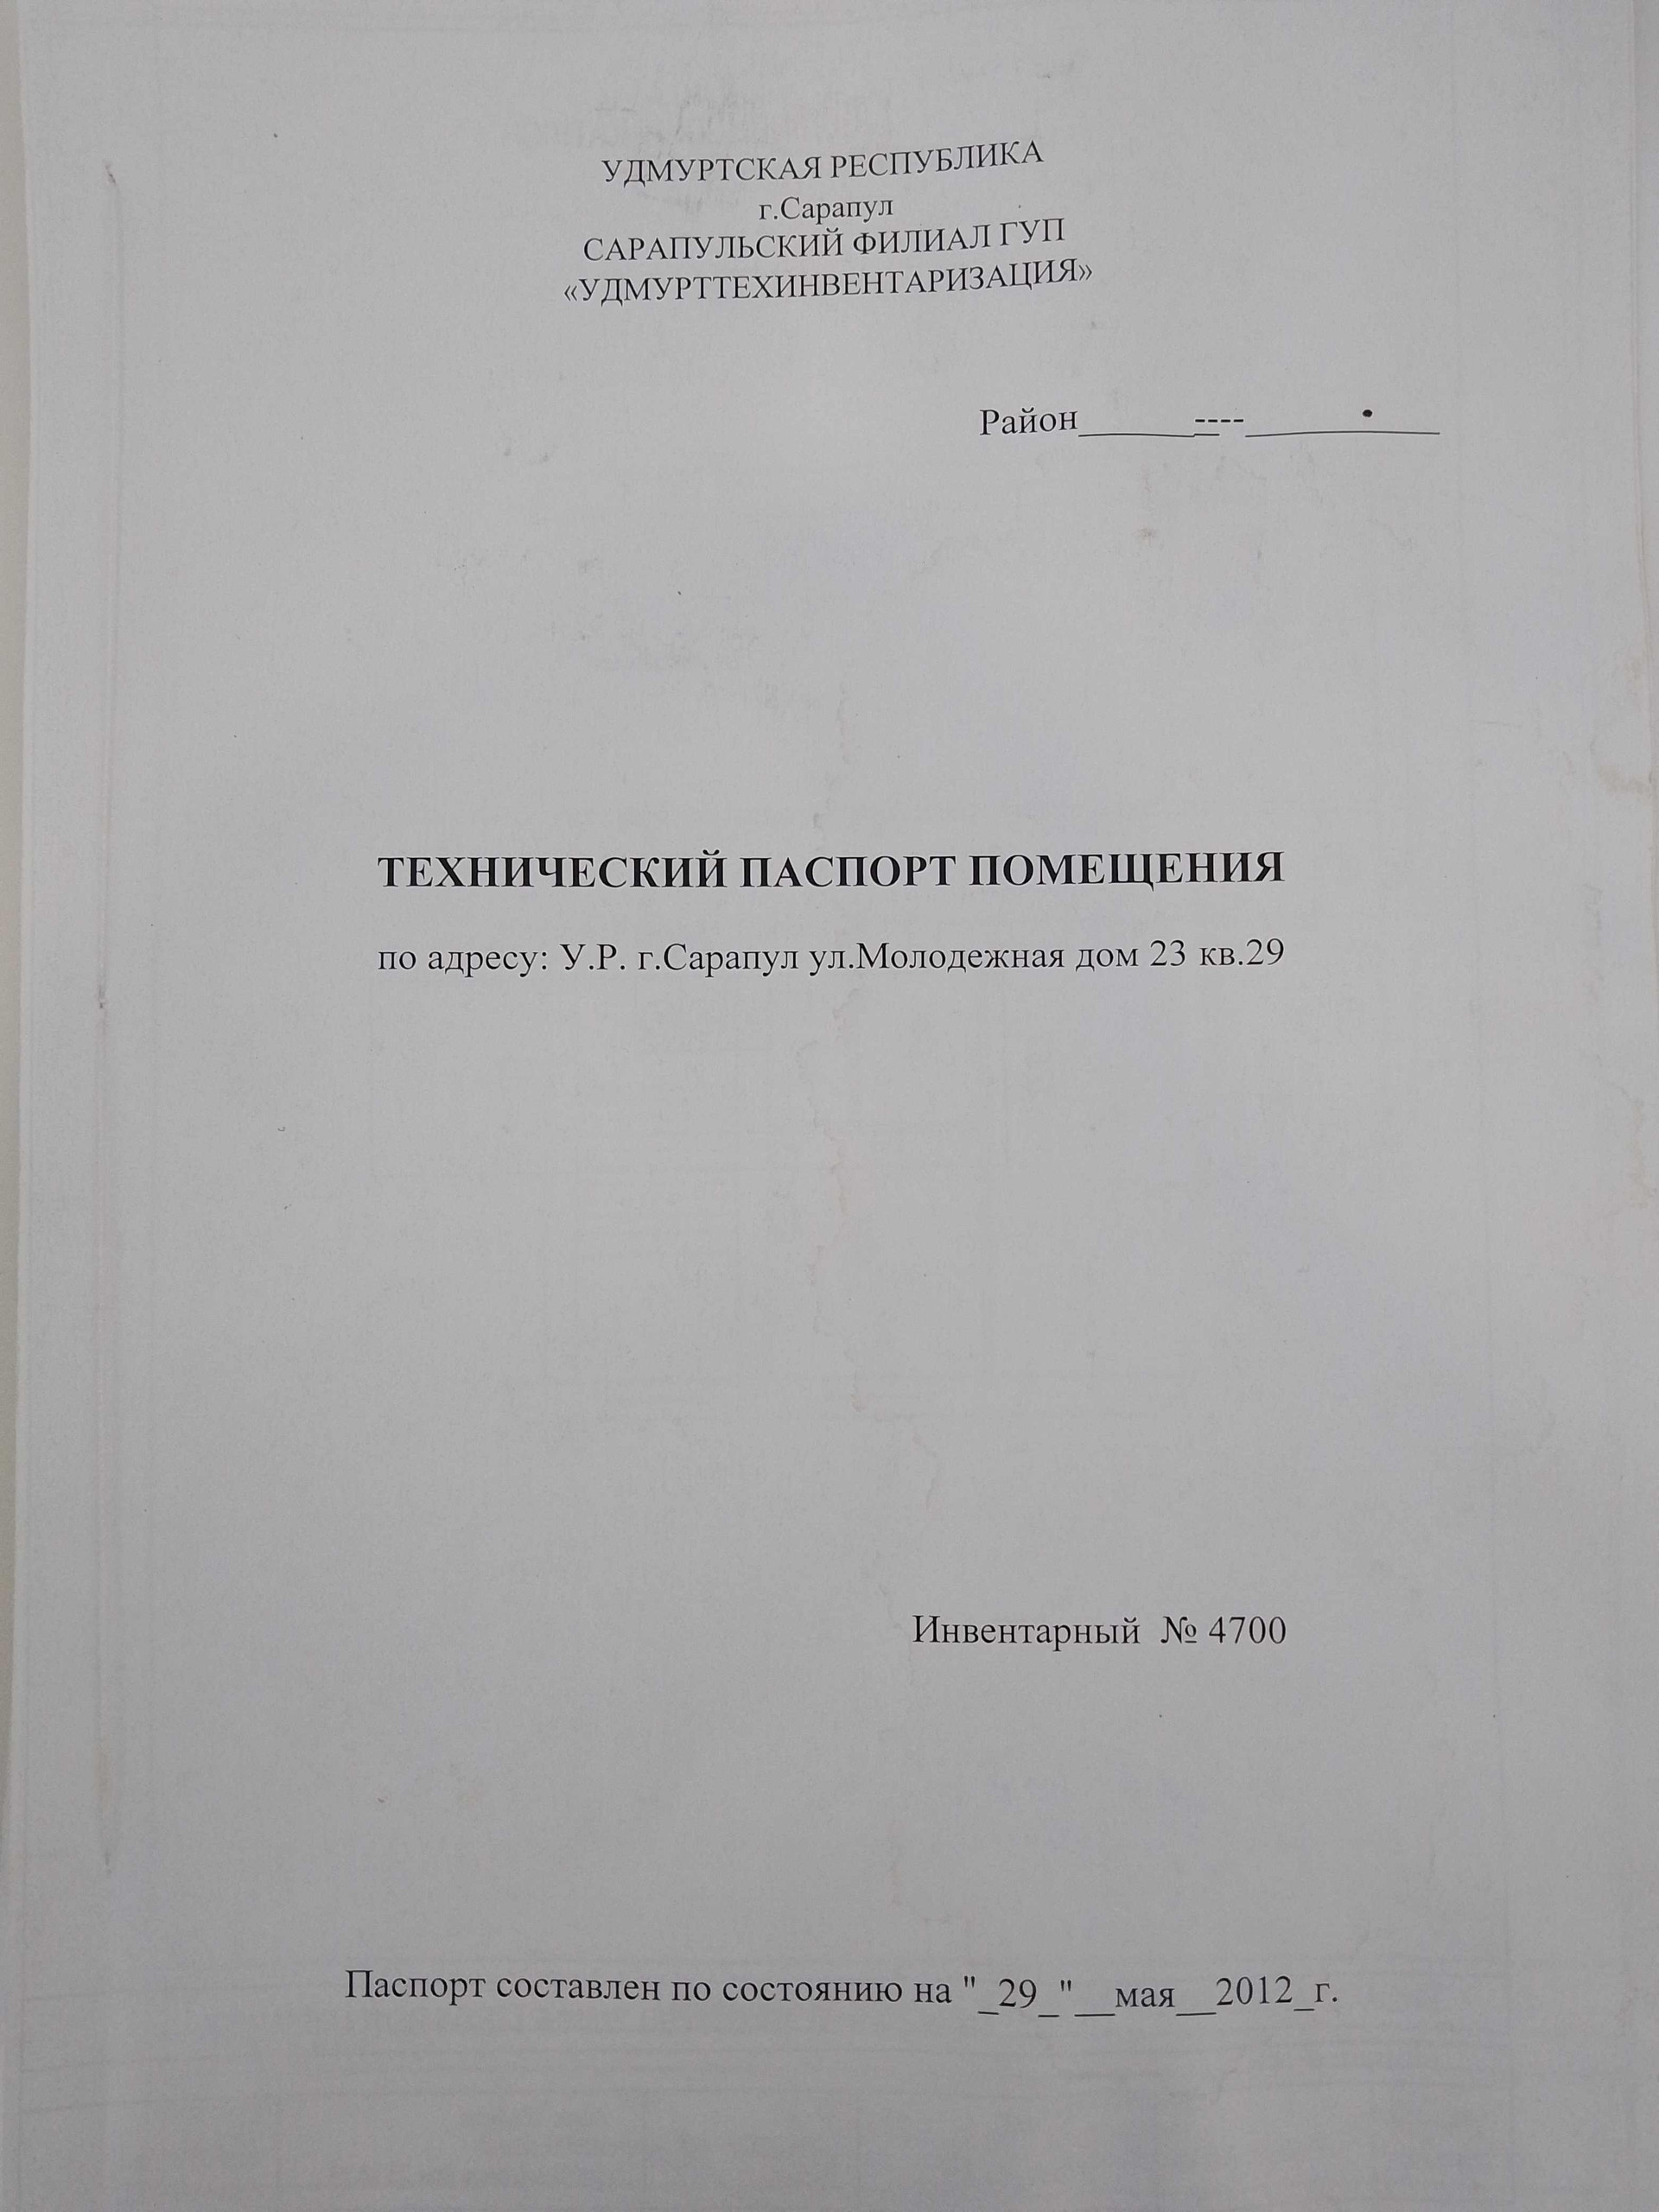 УДМУРТСКАЯ РЕСПУБЛИКА
г.Сарапул
САРАПУЛЬСКИЙ ФИЛИАЛ ГУП
«УДМУРТТЕХИНВЕНТАРИЗАЦИЯ»
Район______----__________
ТЕХНИЧЕСКИЙ ПАСПОРТ ПОМЕЩЕНИЯ
по адресу: У.Р. г.Сарапул ул.Молодежная дом 23 кв.29
Инвентарный № 4700
Паспорт составлен по состоянию на "_29_"__мая__2012_г.